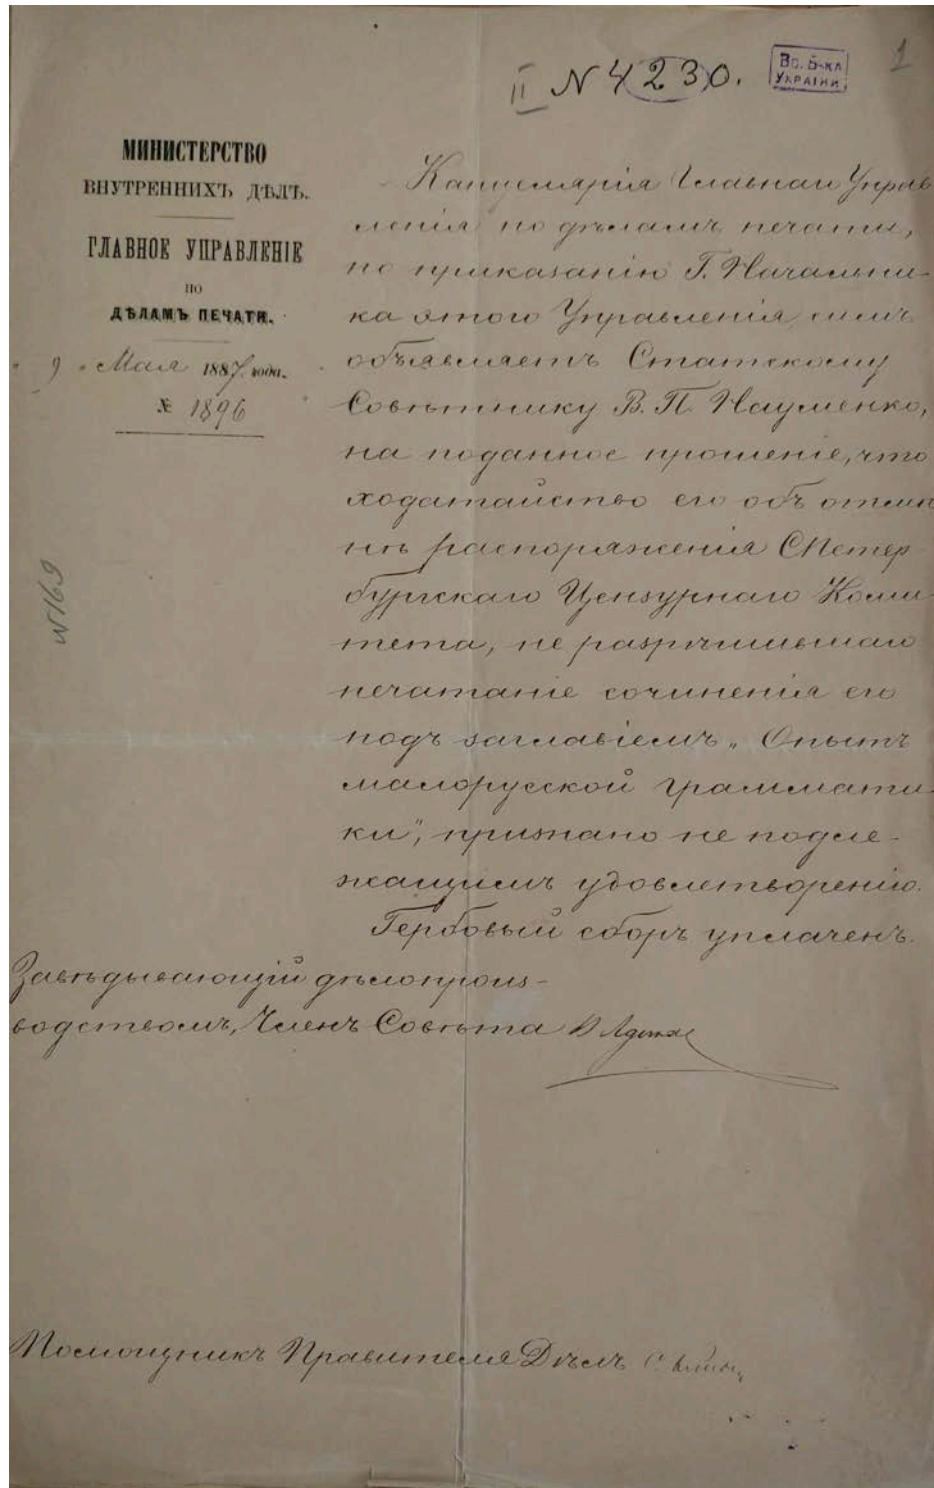 II N 4230.
Вс. Б-ка
України
1
МИНИСТЕРСТВО
ВНУТРЕННИХЪ ДѢЛЪ.
ГЛАВНОЕ УПРАВЛЕНІЕ
ПО
ДѢЛАМЪ ПЕЧАТИ.
" 9 " Мая 1887 года.
№ 1896
N 169
Канцелярія Главнаго Управ
ленія по дѣламъ печати,
по приказанію Г. Начальни-
ка этого Управленія, симъ
объявляетъ Статскому
Совѣтнику В. П. Науменко,
на поданное прошеніе, что
ходатайство его объ отмѣ
нѣ распоряженія СПетер
бургскаго Цензурнаго Коми
тета, не разрѣшившаго
печатаніе сочиненія его
подъ заглавіемъ „Опытъ
малорусской граммати-
ки", признано не подле-
жащимъ удовлетворенію.
Гербовый сборъ уплаченъ.
Завѣдывающій дѣлопроиз-
водствомъ, Членъ Совѣта
Помощникъ Правителя Дѣлъ